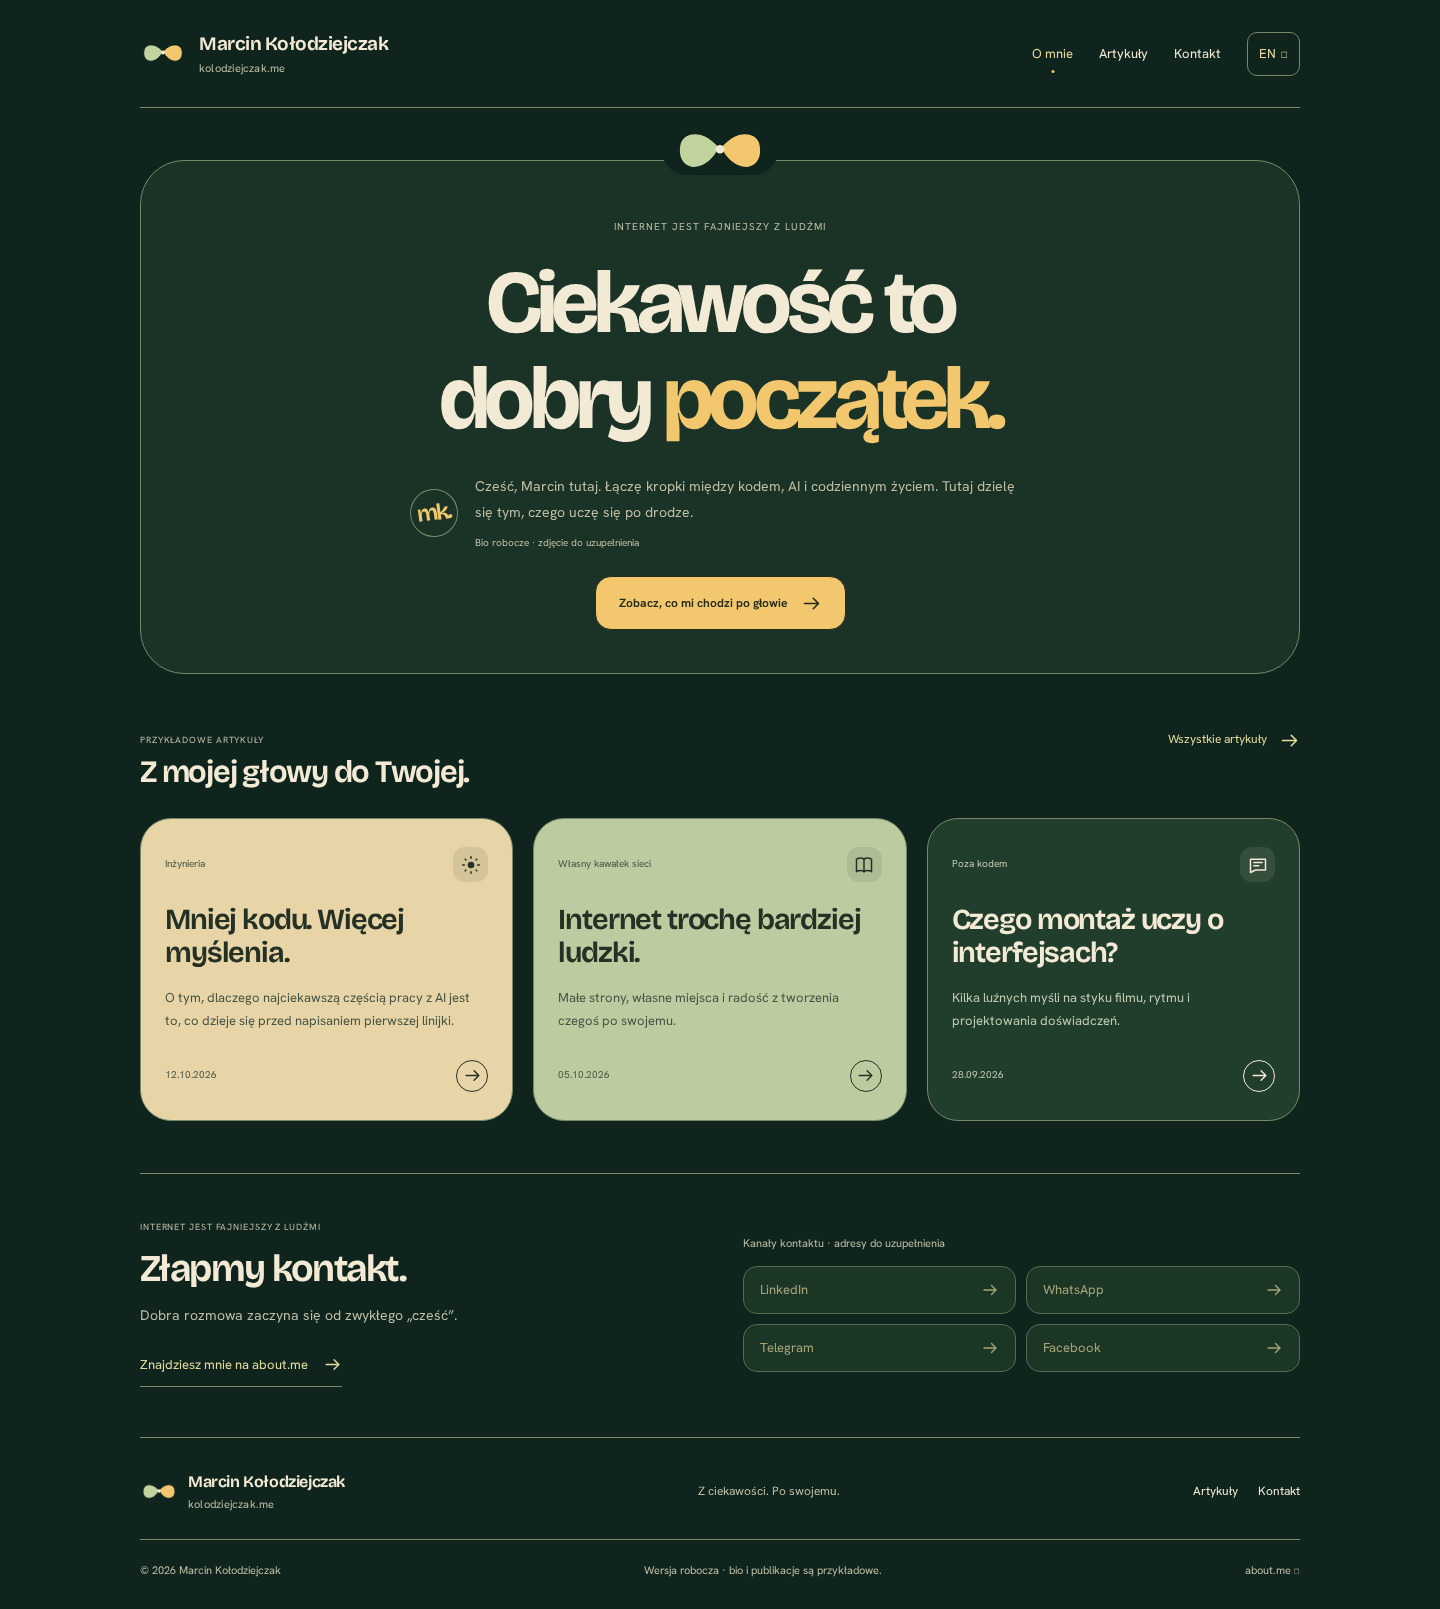 Marcin Kołodziejczak
kolodziejczak.me
O mnie
Artykuły
Kontakt
EN
INTERNET JEST FAJNIEJSZY Z LUDŹMI
Ciekawość to
dobry początek.
mk.
Cześć, Marcin tutaj. Łączę kropki między kodem, AI i codziennym życiem. Tutaj dzielę
się tym, czego uczę się po drodze.
Bio robocze · zdjęcie do uzupełnienia
Zobacz, co mi chodzi po głowie
PRZYKŁADOWE ARTYKUŁY
Wszystkie artykuły
Z mojej głowy do Twojej.
Inżynieria
Mniej kodu. Więcej
myślenia.
O tym, dlaczego najciekawszą częścią pracy z AI jest
to, co dzieje się przed napisaniem pierwszej linijki.
12.10.2026
Własny kawałek sieci
Internet trochę bardziej
ludzki.
Małe strony, własne miejsca i radość z tworzenia
czegoś po swojemu.
05.10.2026
Poza kodem
Czego montaż uczy o
interfejsach?
Kilka luźnych myśli na styku filmu, rytmu i
projektowania doświadczeń.
28.09.2026
INTERNET JEST FAJNIEJSZY Z LUDŹMI
Złapmy kontakt.
Dobra rozmowa zaczyna się od zwykłego „cześć”.
Znajdziesz mnie na about.me
Kanały kontaktu · adresy do uzupełnienia
LinkedIn
WhatsApp
Telegram
Facebook
Marcin Kołodziejczak
kolodziejczak.me
Z ciekawości. Po swojemu.
Artykuły
Kontakt
© 2026 Marcin Kołodziejczak
Wersja robocza · bio i publikacje są przykładowe.
about.me